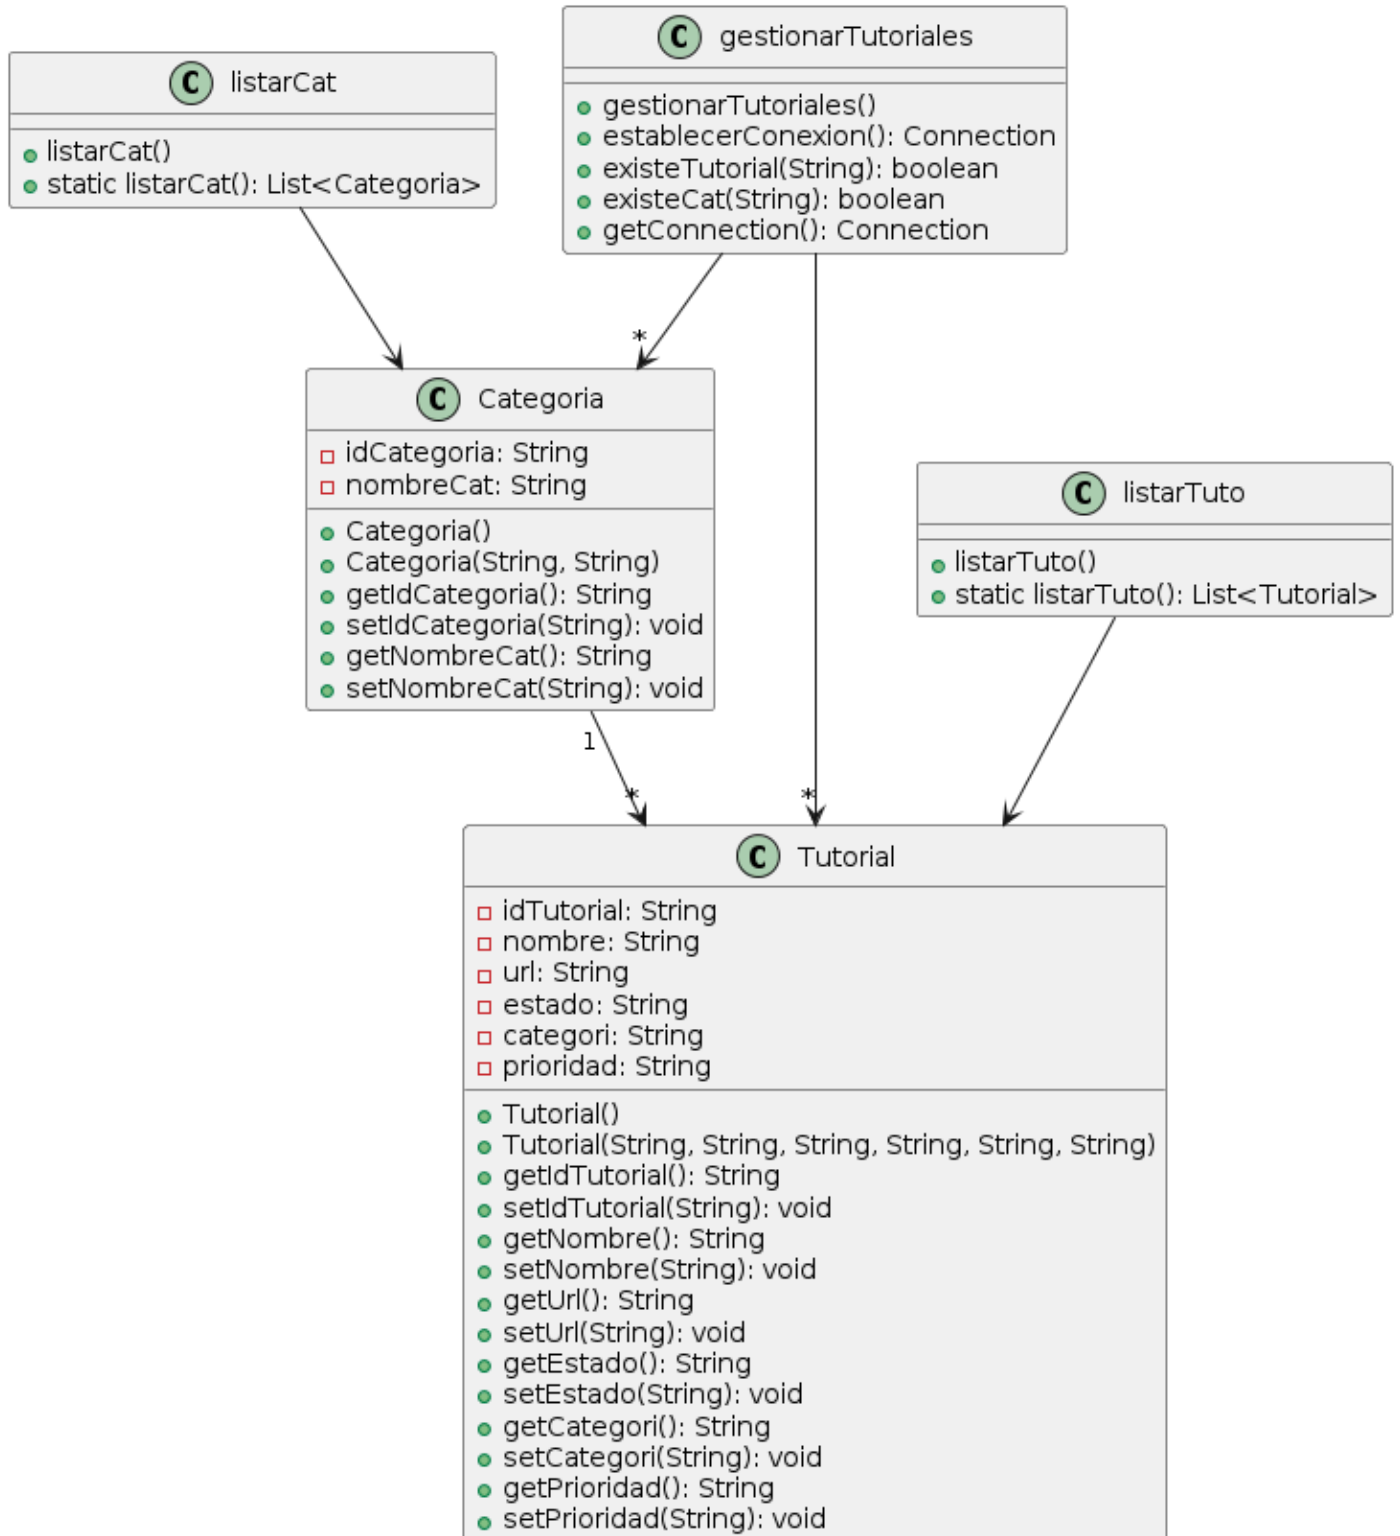 C gestionarTutoriales
gestionarTutoriales()
establecerConexion(): Connection
existeTutorial(String): boolean
existeCat(String): boolean
getConnection(): Connection
C listarCat
listarCat()
static listarCat(): List<Categoria>
*
C Categoria
idCategoria: String
nombreCat: String
Categoria()
Categoria(String, String)
getIdCategoria(): String
setIdCategoria(String): void
getNombreCat(): String
setNombreCat(String): void
C listarTuto
listarTuto()
static listarTuto(): List<Tutorial>
1
*
*
C Tutorial
idTutorial: String
nombre: String
url: String
estado: String
categori: String
prioridad: String
Tutorial()
Tutorial(String, String, String, String, String, String)
getIdTutorial(): String
setIdTutorial(String): void
getNombre(): String
setNombre(String): void
getUrl(): String
setUrl(String): void
getEstado(): String
setEstado(String): void
getCategori(): String
setCategori(String): void
getPrioridad(): String
setPrioridad(String): void